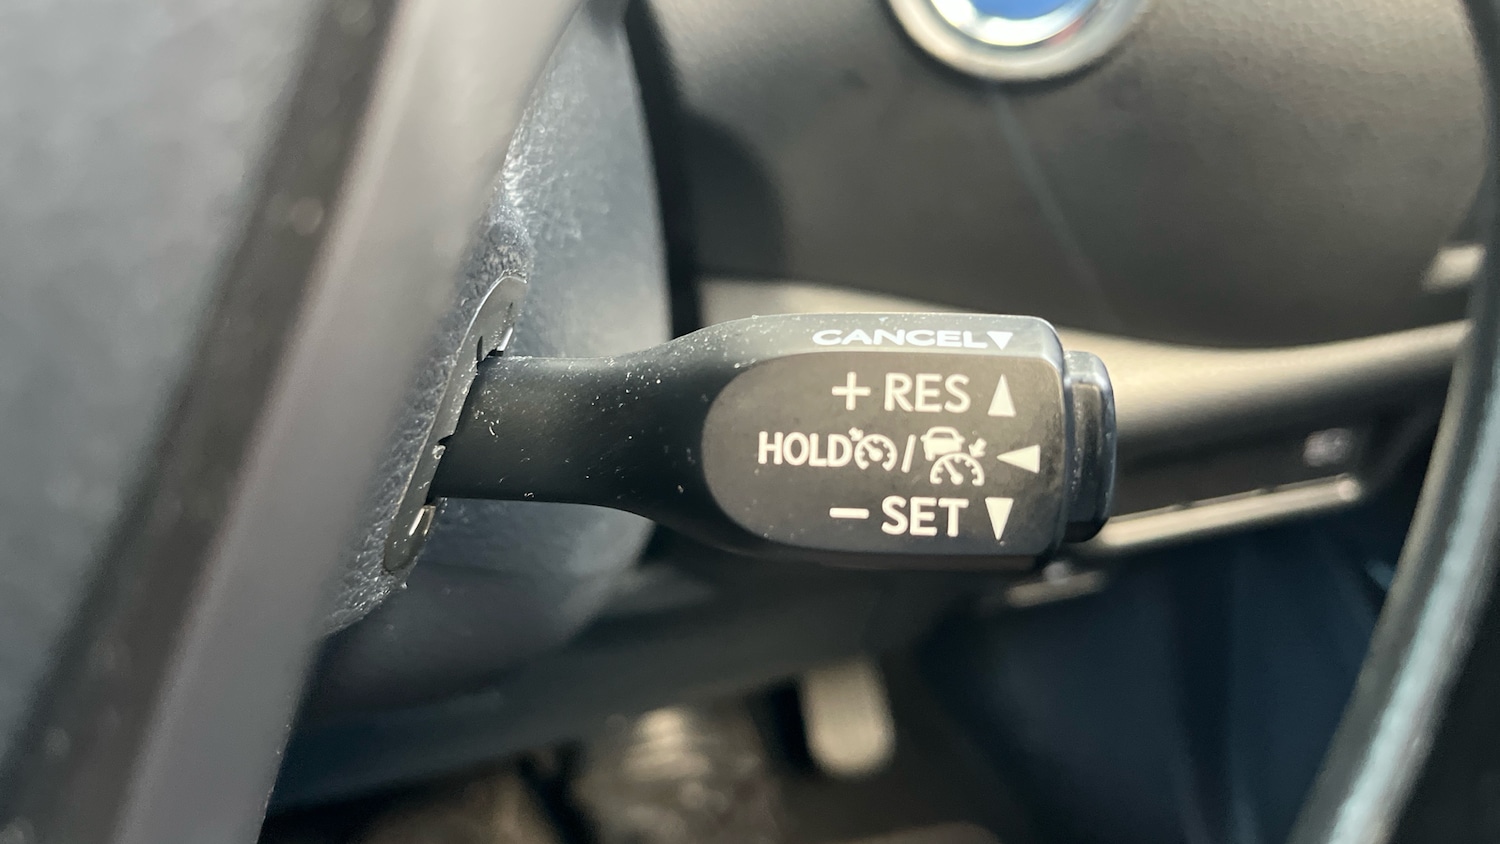 CANCEL▼
+ RES ▲
HOLD / ◀
− SET ▼